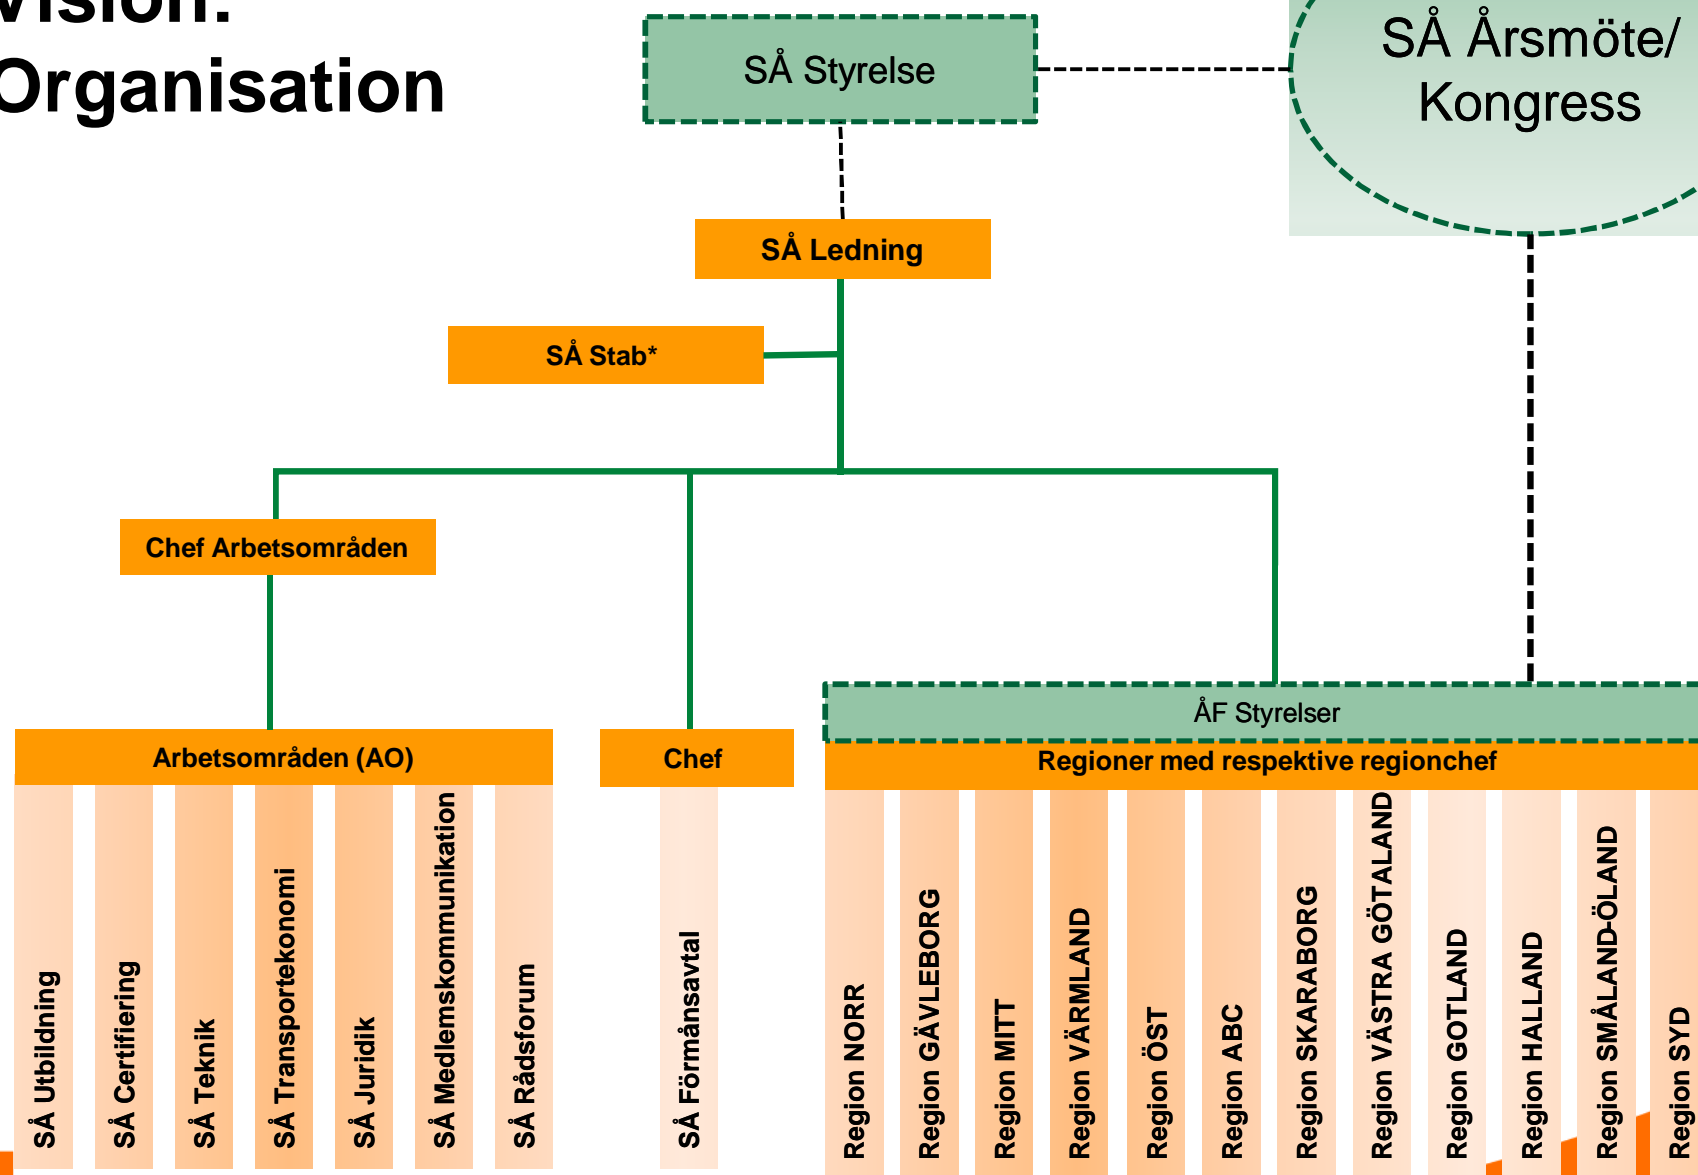 Vision:
Organisation
SÅ Styrelse
SÅ Årsmöte/
Kongress
SÅ Ledning
SÅ Stab*
Chef Arbetsområden
ÅF Styrelser
Arbetsområden (AO)
Chef
Regioner med respektive regionchef
SÅ Utbildning
SÅ Certifiering
SÅ Teknik
SÅ Transportekonomi
SÅ Juridik
SÅ Medlemskommunikation
SÅ Rådsforum
SÅ Förmånsavtal
Region NORR
Region GÄVLEBORG
Region MITT
Region VÄRMLAND
Region ÖST
Region ABC
Region SKARABORG
Region VÄSTRA GÖTALAND
Region GOTLAND
Region HALLAND
Region SMÅLAND-ÖLAND
Region SYD